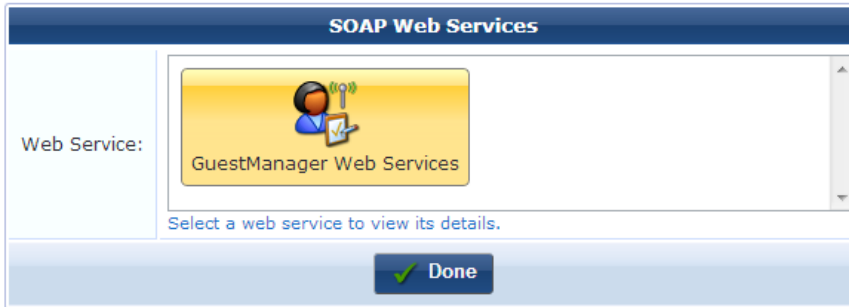 SOAP Web Services
Web Service:
GuestManager Web Services
Select a web service to view its details.
Done